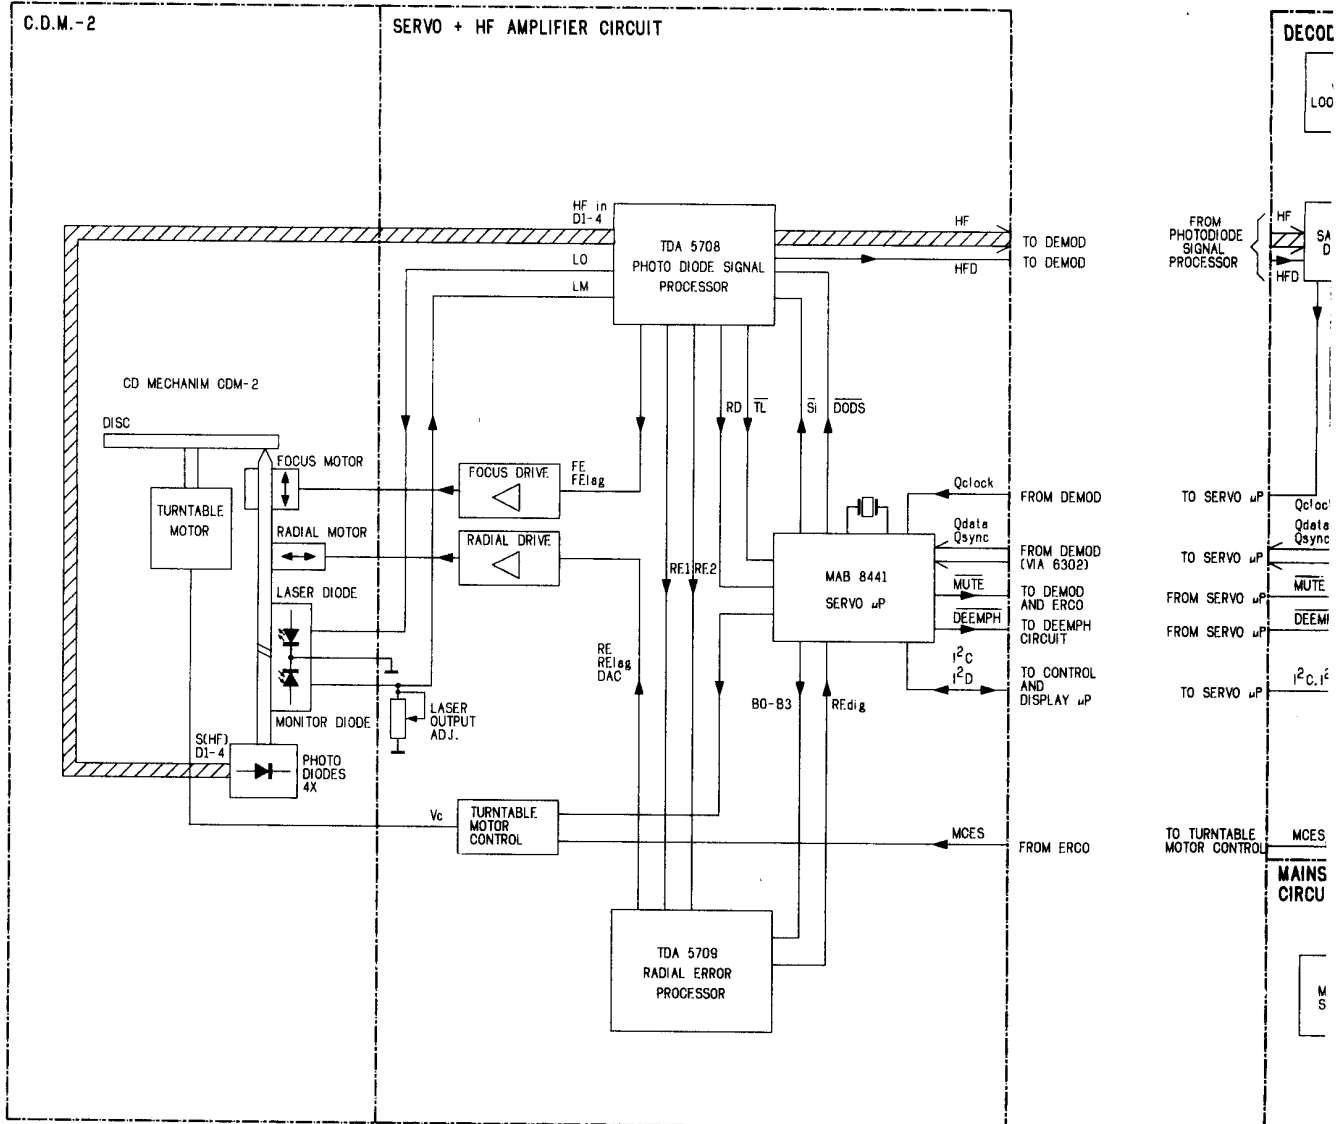 C.D.M.-2
SERVO + HF AMPLIFIER CIRCUIT
HF in
D1-4
LO
LM
TDA 5708
PHOTO DIODE SIGNAL
PROCESSOR
HF
TO DEMOD
HFD
TO DEMOD
FROM
PHOTODIODE
SIGNAL
PROCESSOR
HF
HFD
CD MECHANIM CDM-2
DISC
FOCUS MOTOR
TURNTABLE
MOTOR
RADIAL MOTOR
LASER DIODE
MONITOR DIODE
S(HF)
D1-4
PHOTO
DIODES
4X
LASER
OUTPUT
ADJ.
FOCUS DRIVE
FE
FElag
RADIAL DRIVE
RE
RElag
DAC
RE1 RE2
RD
TL
Si
DODS
MAB 8441
SERVO µP
Qclock
FROM DEMOD
Qdata
Qsync
FROM DEMOD
(VIA 6302)
MUTE
TO DEMOD
AND ERCO
DEEMPH
TO DEEMPH
CIRCUIT
I²C
I²D
TO CONTROL
AND
DISPLAY µP
B0-B3
REdig
Vc
TURNTABLE
MOTOR
CONTROL
MCES
FROM ERCO
TDA 5709
RADIAL ERROR
PROCESSOR
TO SERVO µP
Qdata
Qsync
TO SERVO µP
MUTE
FROM SERVO µP
FROM SERVO µP
TO SERVO µP
TO TURNTABLE
MOTOR CONTROL
MCES
MAINS